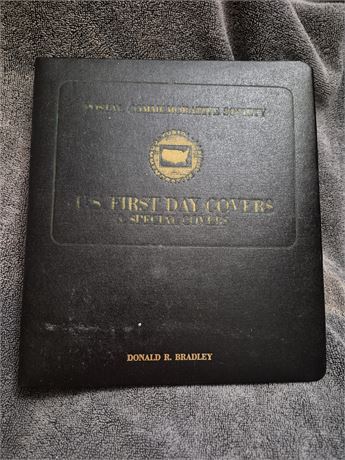 POSTAL COMMEMORATIVE SOCIETY
U.S. FIRST DAY COVERS
& SPECIAL COVERS
DONALD R. BRADLEY